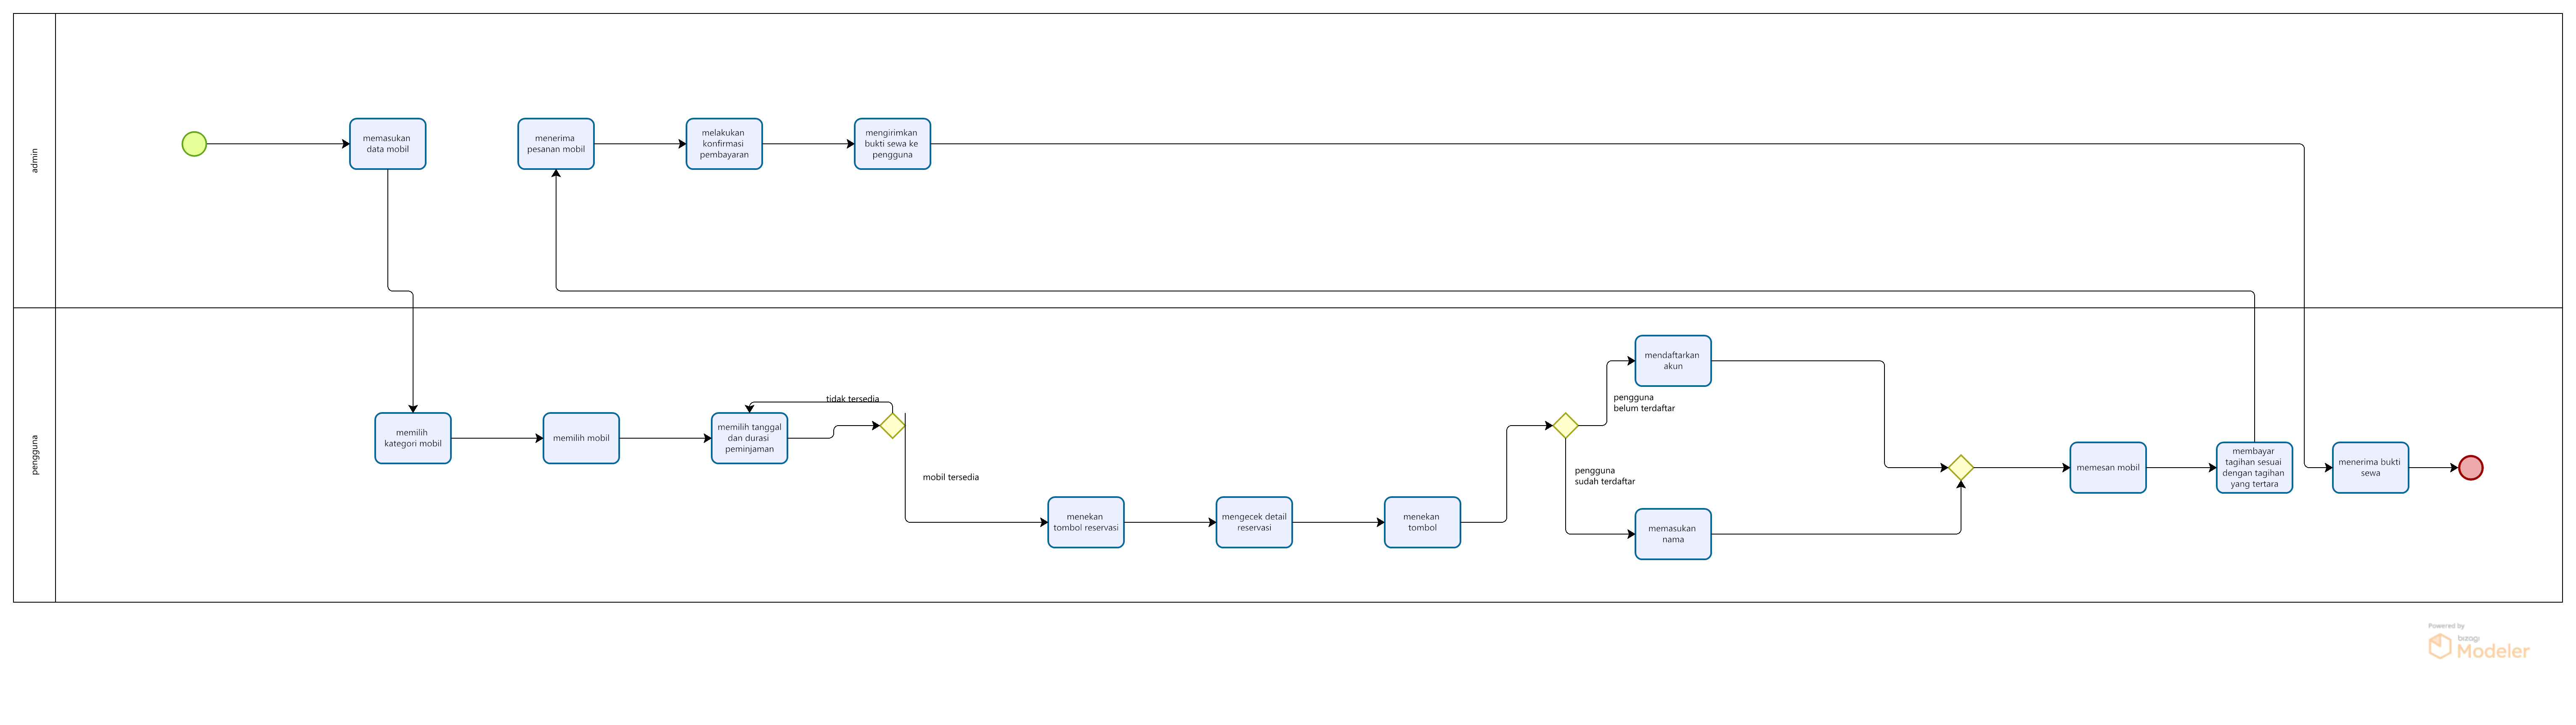 admin
memasukan
data mobil
menerima
pesanan mobil
melakukan
konfirmasi
pembayaran
mengirimkan
bukti sewa ke
pengguna
pengguna
memilih
kategori mobil
memilih mobil
memilih tanggal
dan durasi
peminjaman
tidak tersedia
mobil tersedia
menekan
tombol reservasi
mengecek detail
reservasi
menekan
tombol
pengguna
belum terdaftar
pengguna
sudah terdaftar
mendaftarkan
akun
memasukan
nama
memesan mobil
membayar
tagihan sesuai
dengan tagihan
yang tertara
menerima bukti
sewa
Powered by
bizagi
Modeler